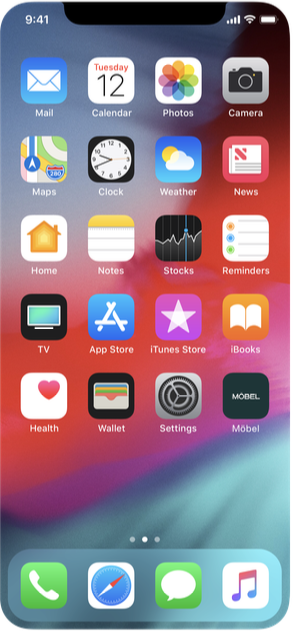 9:41
Tuesday
12
Mail
Calendar
Photos
Camera
280
Maps
Clock
Weather
News
Home
Notes
Stocks
Reminders
TV
App Store
iTunes Store
iBooks
MÖBEL
Health
Wallet
Settings
Möbel